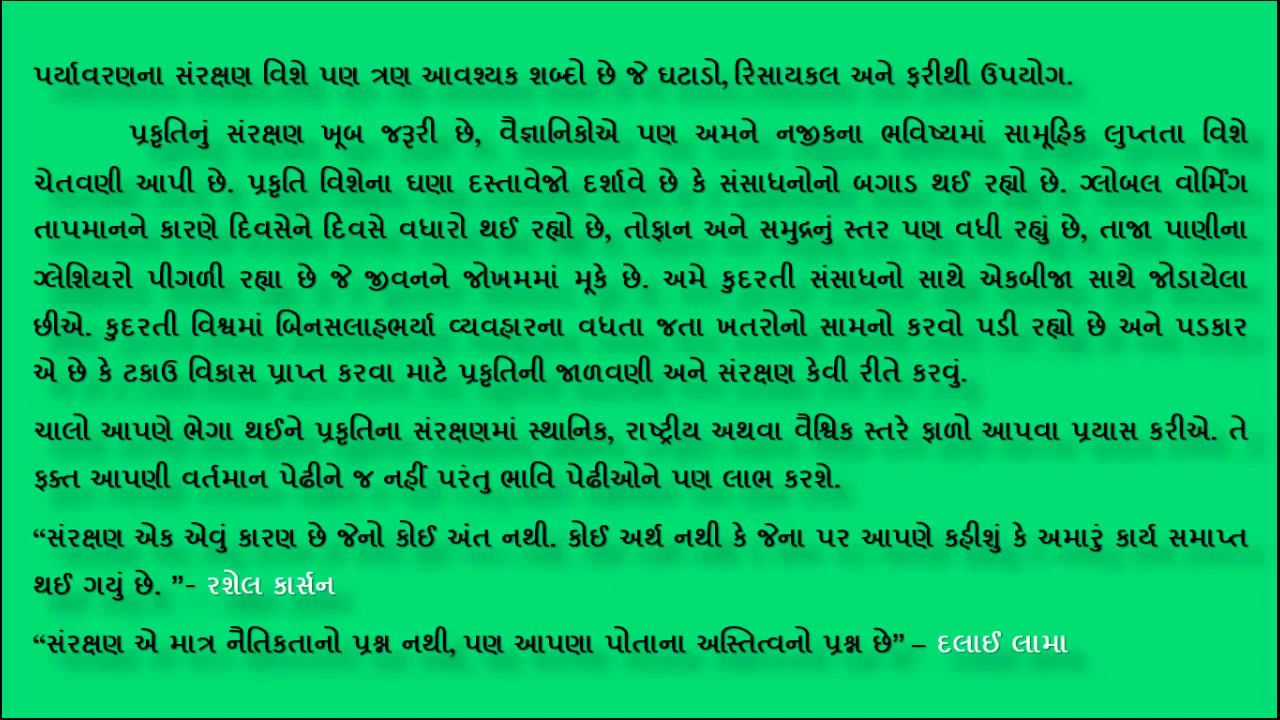 પર્યાવરણના સંરક્ષણ વિશે પણ ત્રણ આવશ્યક શબ્દો છે જે ઘટાડો, રિસાયકલ અને ફરીથી ઉપયોગ.
પ્રકૃતિનું સંરક્ષણ ખૂબ જરૂરી છે, વૈજ્ઞાનિકોએ પણ અમને નજીકના ભવિષ્યમાં સામૂહિક લુપ્તતા વિશે
ચેતવણી આપી છે. પ્રકૃતિ વિશેના ઘણા દસ્તાવેજો દર્શાવે છે કે સંસાધનોનો બગાડ થઈ રહ્યો છે. ગ્લોબલ વોર્મિંગ
તાપમાનને કારણે દિવસેને દિવસે વધારો થઈ રહ્યો છે, તોફાન અને સમુદ્રનું સ્તર પણ વધી રહ્યું છે, તાજા પાણીના
ગ્લેશિયરો પીગળી રહ્યા છે જે જીવનને જોખમમાં મૂકે છે. અમે કુદરતી સંસાધનો સાથે એકબીજા સાથે જોડાયેલા
છીએ. કુદરતી વિશ્વમાં બિનસલાહભર્યા વ્યવહારના વધતા જતા ખતરોનો સામનો કરવો પડી રહ્યો છે અને પડકાર
એ છે કે ટકાઉ વિકાસ પ્રાપ્ત કરવા માટે પ્રકૃતિની જાળવણી અને સંરક્ષણ કેવી રીતે કરવું.
ચાલો આપણે ભેગા થઈને પ્રકૃતિના સંરક્ષણમાં સ્થાનિક, રાષ્ટ્રીય અથવા વૈશ્વિક સ્તરે ફાળો આપવા પ્રયાસ કરીએ. તે
ફક્ત આપણી વર્તમાન પેઢીને જ નહીં પરંતુ ભાવિ પેઢીઓને પણ લાભ કરશે.
“સંરક્ષણ એક એવું કારણ છે જેનો કોઈ અંત નથી. કોઈ અર્થ નથી કે જેના પર આપણે કહીશું કે અમારું કાર્ય સમાપ્ત
થઈ ગયું છે. ”- રશેલ કાર્સન
“સંરક્ષણ એ માત્ર નૈતિકતાનો પ્રશ્ન નથી, પણ આપણા પોતાના અસ્તિત્વનો પ્રશ્ન છે” – દલાઈ લામા